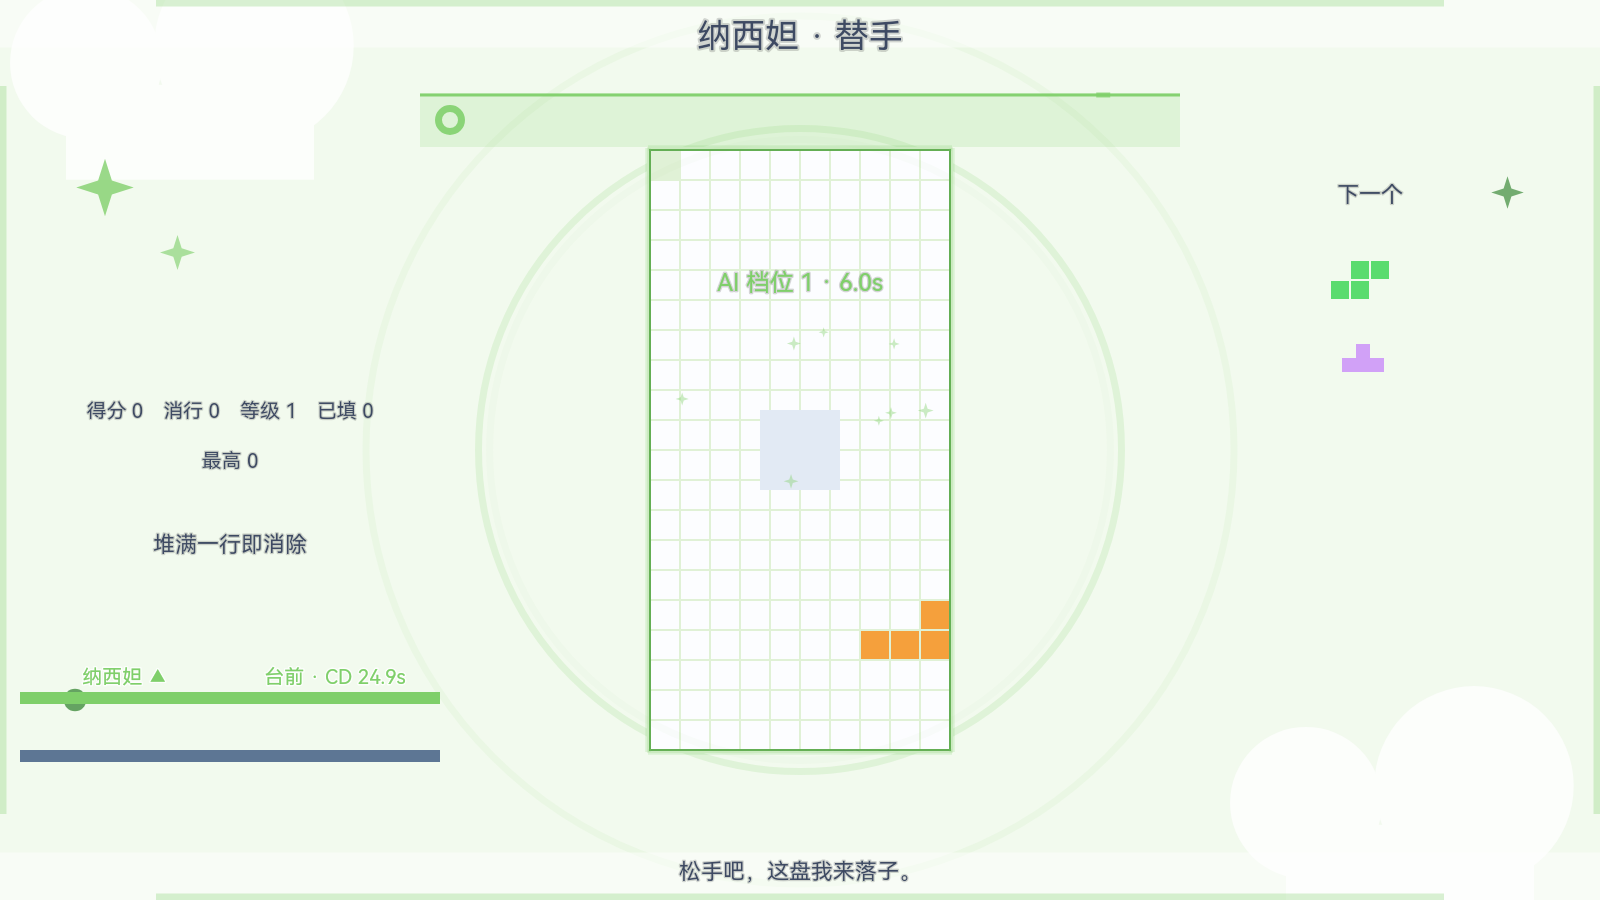 纳西妲 · 替手
下一个
AI 档位 1 · 6.0s
得分 0 消行 0 等级 1 已填 0
最高 0
堆满一行即消除
纳西妲 ▲ 台前 · CD 24.9s
松手吧，这盘我来落子。